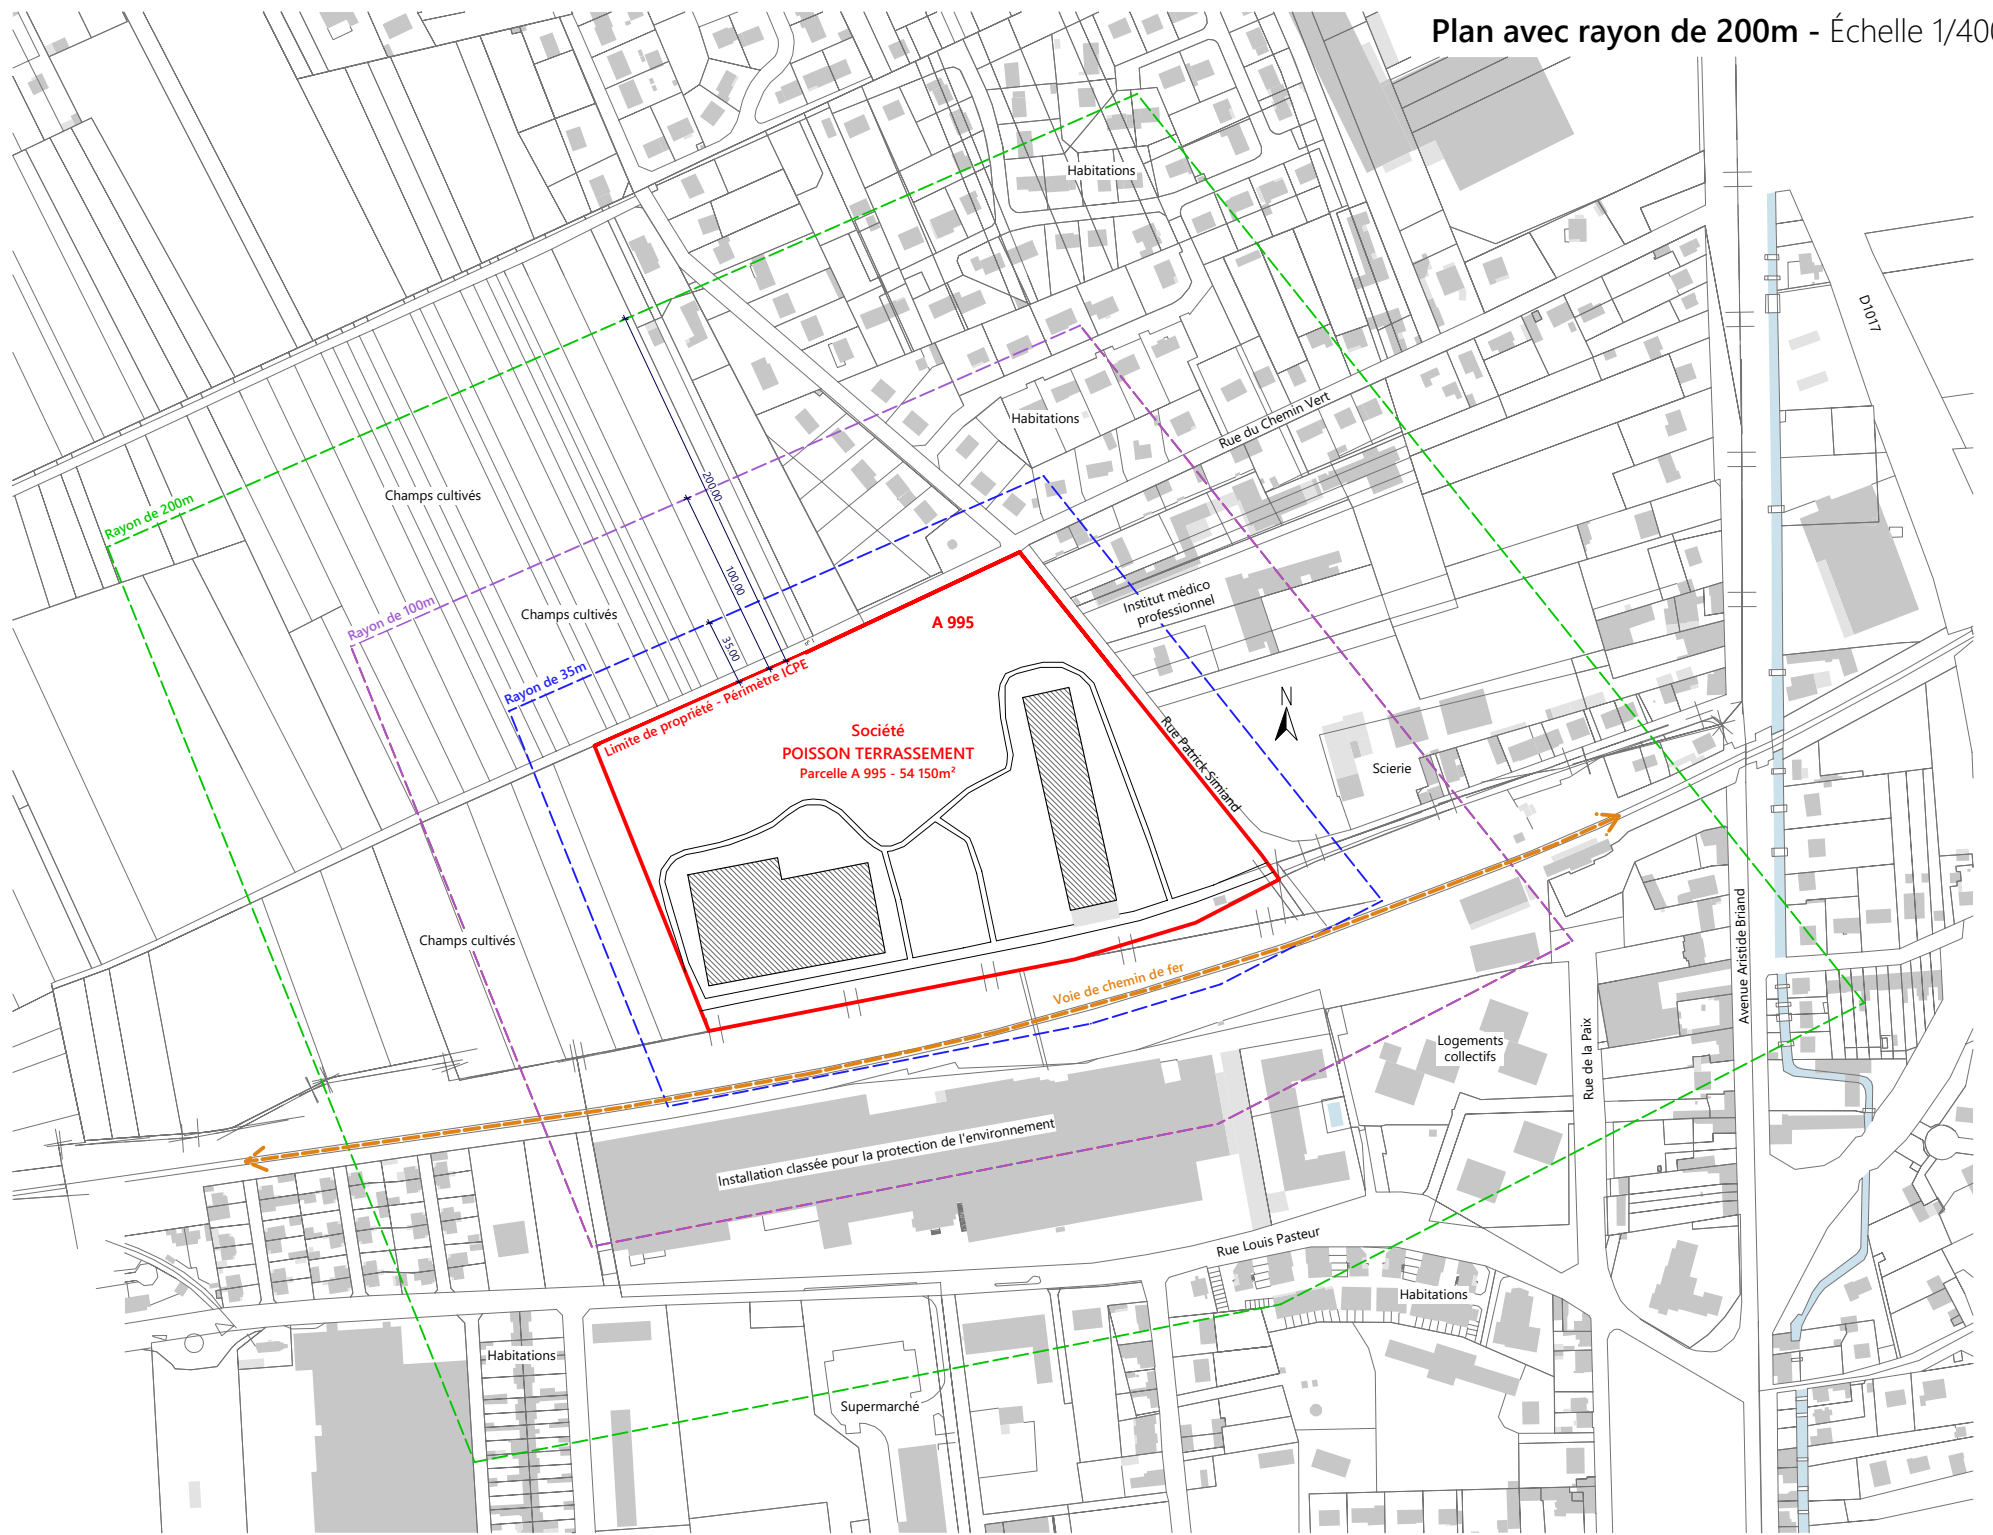 Plan avec rayon de 200m - Échelle 1/400
Habitations
D1017
Habitations
Rue du Chemin Vert
Champs cultivés
Rayon de 200m
200.00
100.00
35.00
Champs cultivés
Rayon de 100m
Rayon de 35m
Institut médico
professionnel
A 995
Limite de propriété - Périmètre ICPE
N
Société
POISSON TERRASSEMENT
Parcelle A 995 - 54 150m²
Rue Patrick Simiand
Scierie
Champs cultivés
Voie de chemin de fer
Avenue Aristide Briand
Logements
collectifs
Rue de la Paix
Installation classée pour la protection de l'environnement
Rue Louis Pasteur
Habitations
Habitations
Supermarché